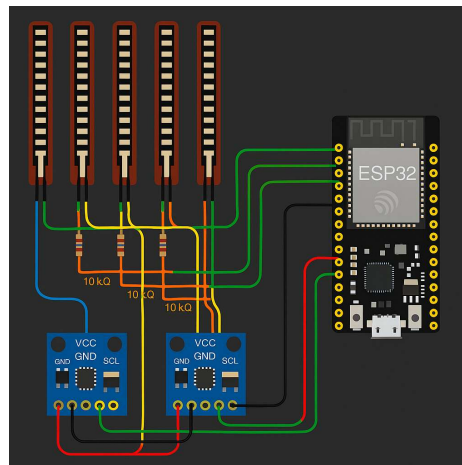 ESP32
10 kΩ
10 kΩ
10 kΩ
VCC
GND
GND
SCL
VCC
GND
GND
SCL